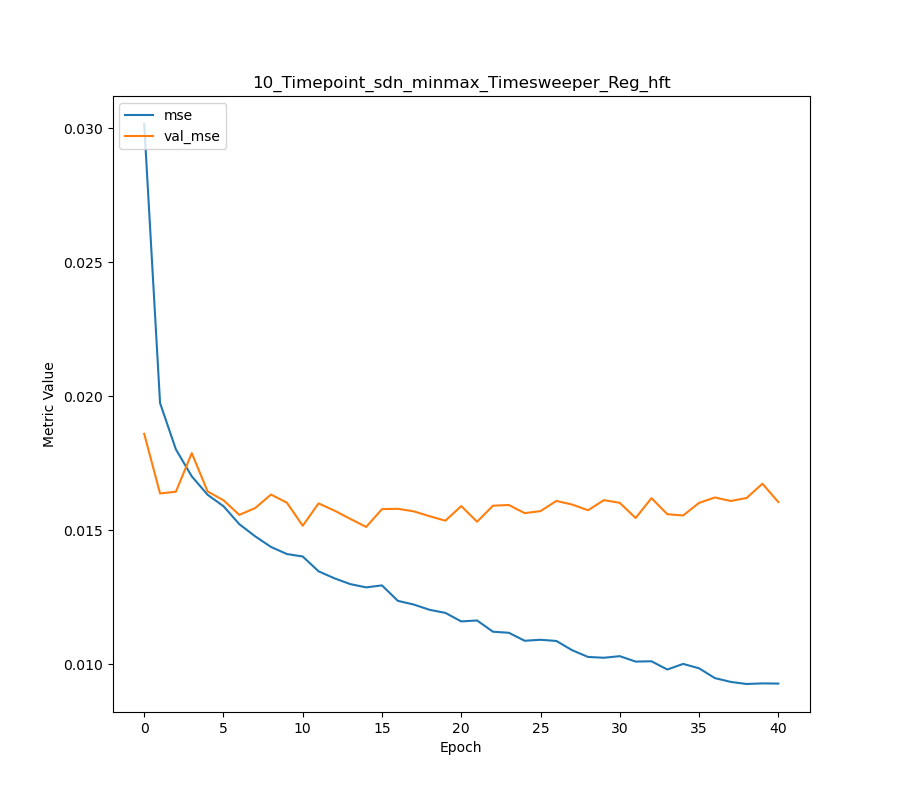 10_Timepoint_sdn_minmax_Timesweeper_Reg_hft
mse
val_mse
0.030
0.025
0.020
0.015
0.010
Metric Value
0 5 10 15 20 25 30 35 40
Epoch